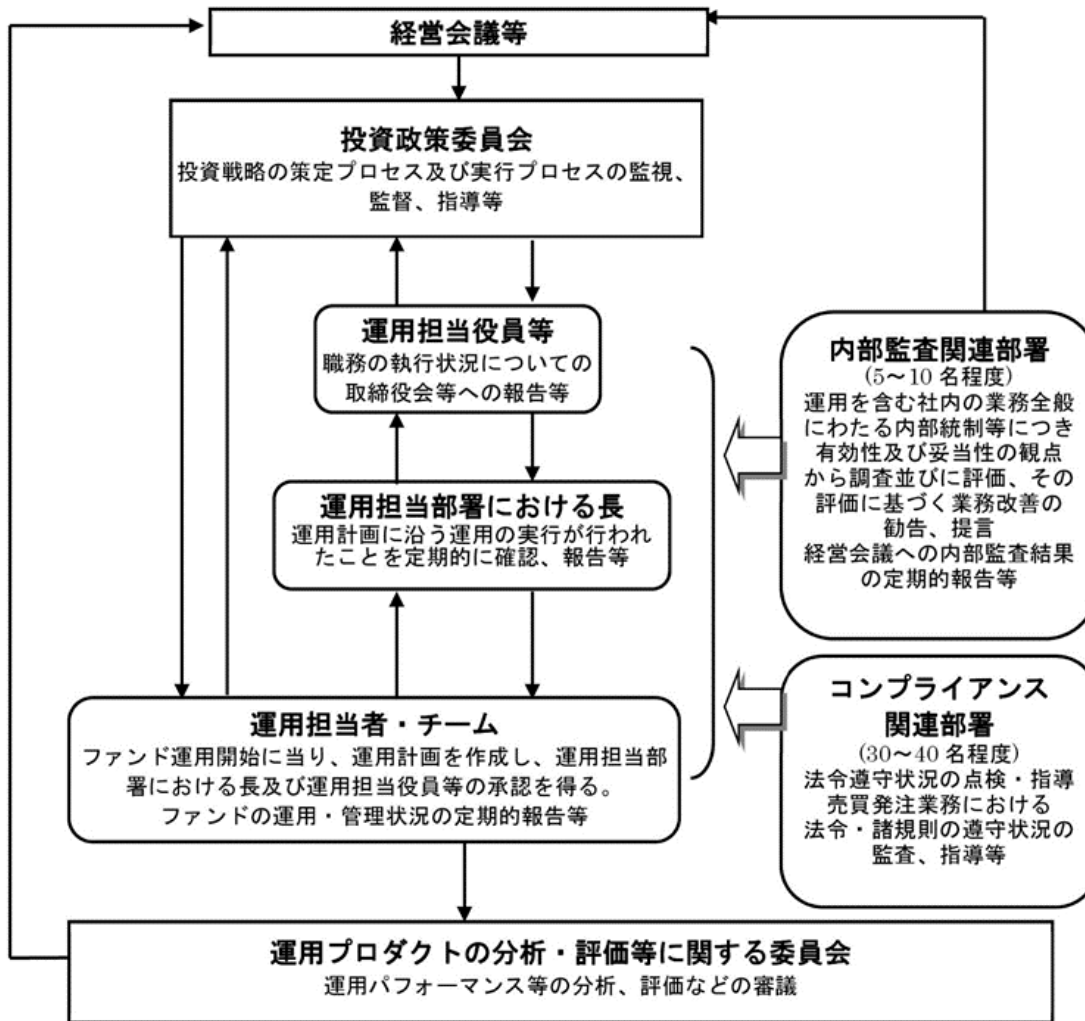 経営会議等
投資政策委員会
投資戦略の策定プロセス及び実行プロセスの監視、
監督、指導等
運用担当役員等
職務の執行状況についての
取締役会等への報告等
運用担当部署における長
運用計画に沿う運用の実行が行われ
たことを定期的に確認、報告等
運用担当者・チーム
ファンド運用開始に当り、運用計画を作成し、運用担当部
署における長及び運用担当役員等の承認を得る。
ファンドの運用・管理状況の定期的報告等
内部監査関連部署
(5～10 名程度)
運用を含む社内の業務全般
にわたる内部統制等につき
有効性及び妥当性の観点
から調査並びに評価、その
評価に基づく業務改善の
勧告、提言
経営会議への内部監査結果
の定期的報告等
コンプライアンス
関連部署
(30～40 名程度)
法令遵守状況の点検・指導
売買発注業務における
法令・諸規則の遵守状況の
監査、指導等
運用プロダクトの分析・評価等に関する委員会
運用パフォーマンス等の分析、評価などの審議